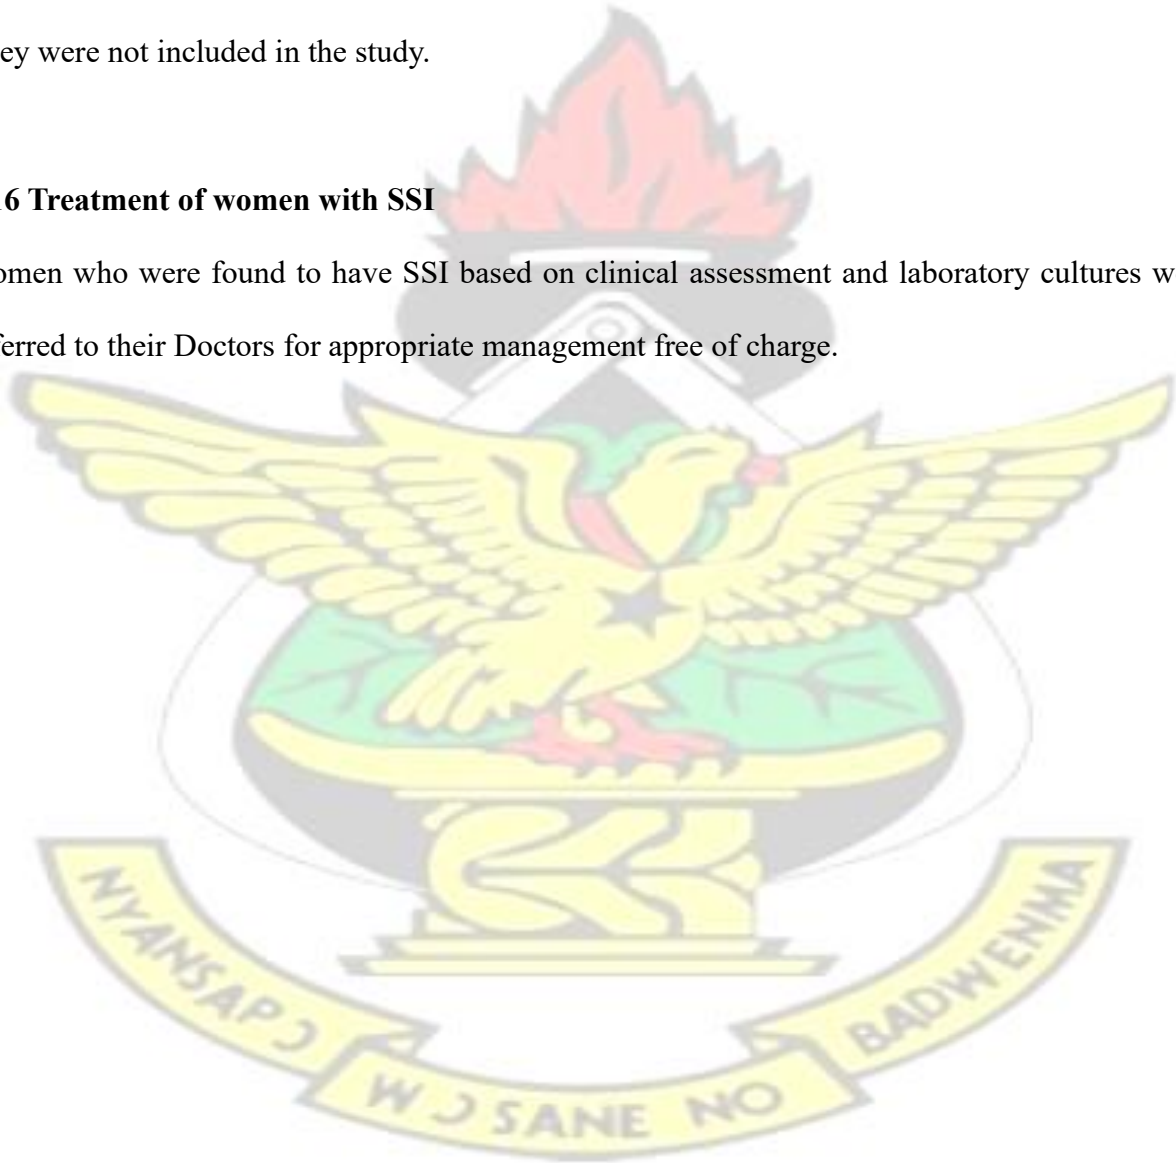 ey were not included in the study.
6 Treatment of women with SSI
omen who were found to have SSI based on clinical assessment and laboratory cultures w
ferred to their Doctors for appropriate management free of charge.
NYANSAPƆ
WƆ SANE NO
BADWENMA